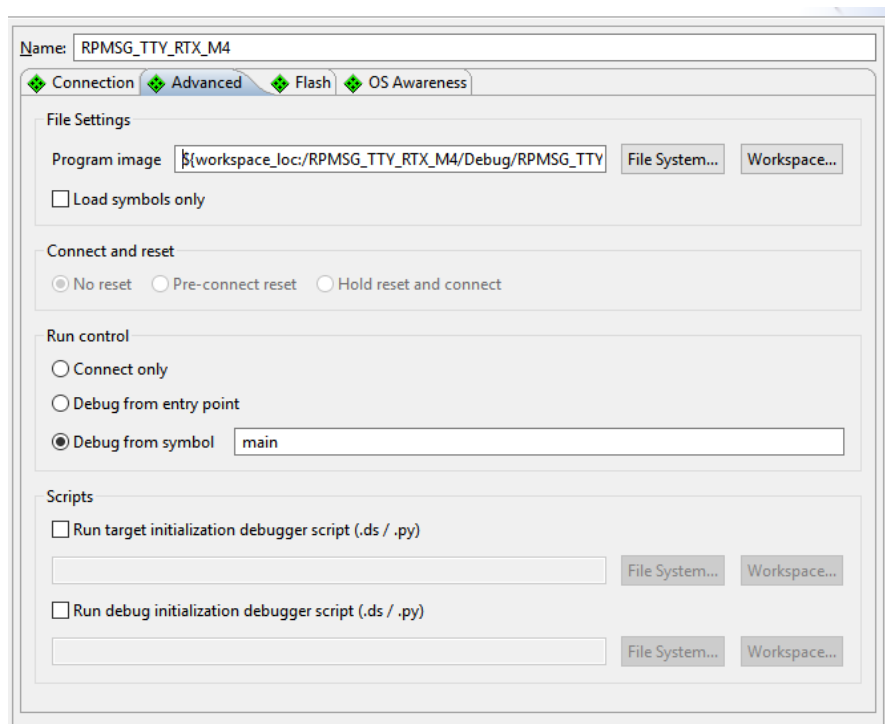 Name: RPMSG_TTY_RTX_M4
Connection Advanced Flash OS Awareness
File Settings
Program image ${workspace_loc:/RPMSG_TTY_RTX_M4/Debug/RPMSG_TTY File System... Workspace...
Load symbols only
Connect and reset
No reset Pre-connect reset Hold reset and connect
Run control
Connect only
Debug from entry point
Debug from symbol main
Scripts
Run target initialization debugger script (.ds / .py)
File System... Workspace...
Run debug initialization debugger script (.ds / .py)
File System... Workspace...